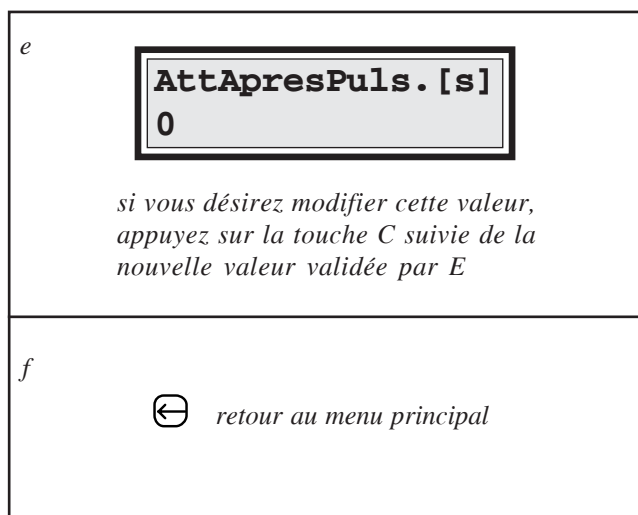 e
AttApresPuls.[s]
0
si vous désirez modifier cette valeur,
appuyez sur la touche C suivie de la
nouvelle valeur validée par E
f
retour au menu principal